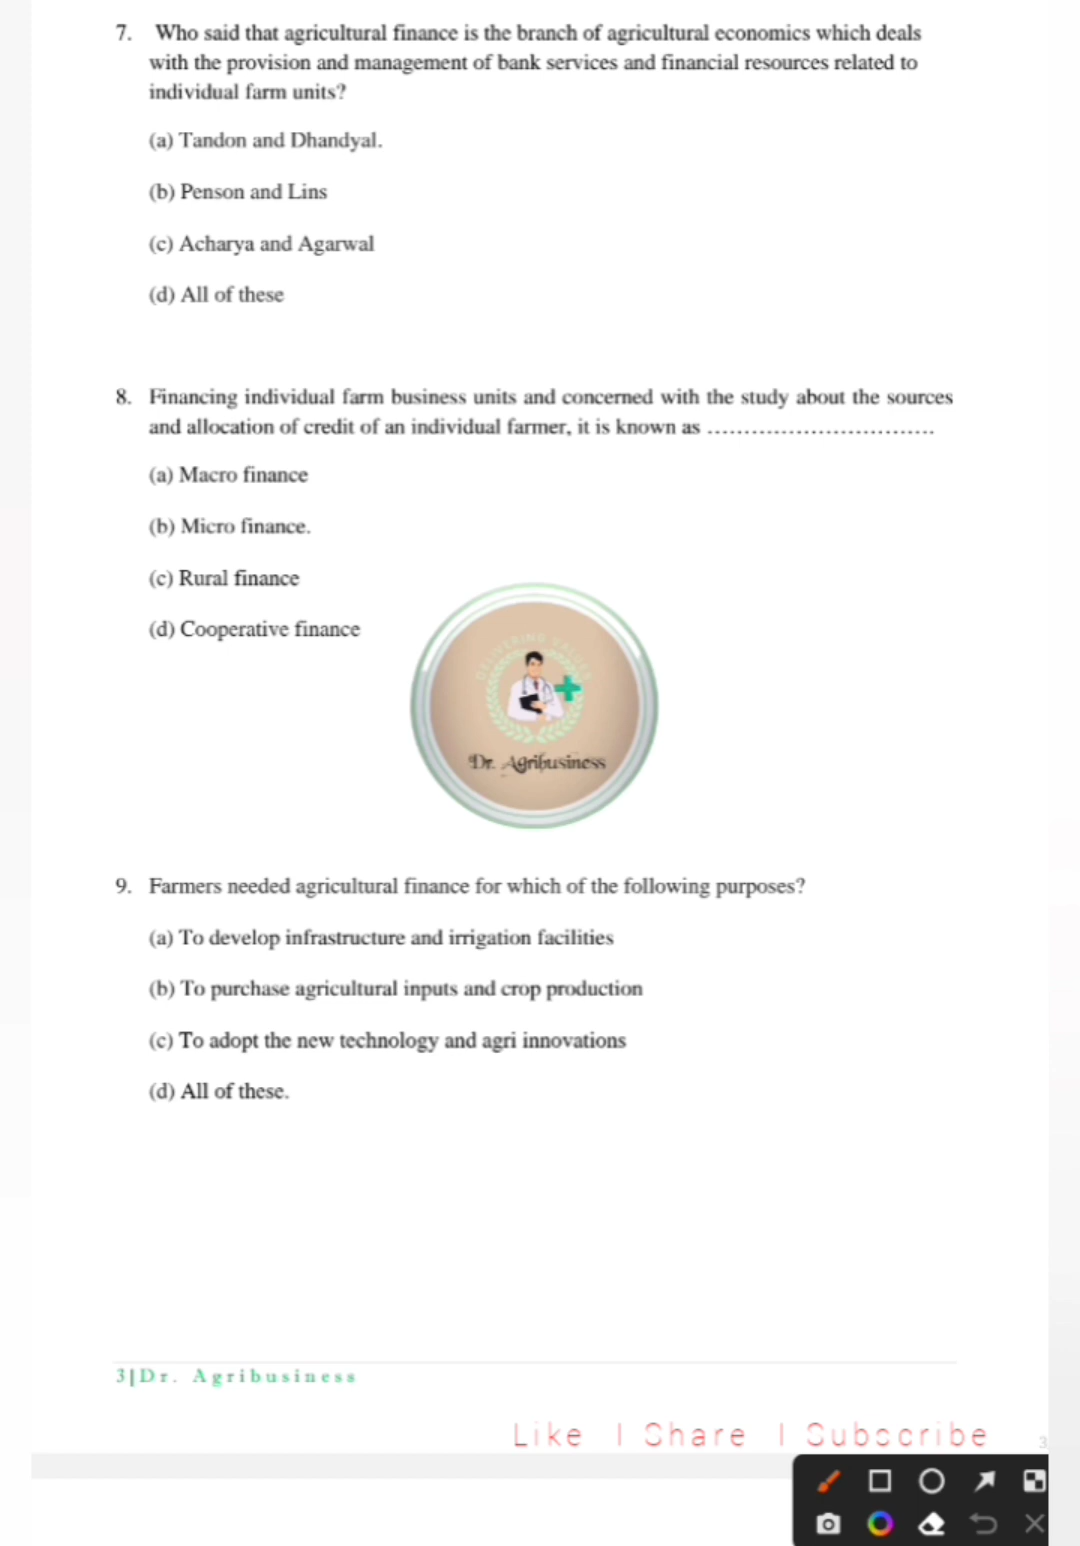 7. Who said that agricultural finance is the branch of agricultural economics which deals
with the provision and management of bank services and financial resources related to
individual farm units?
(a) Tandon and Dhandyal.
(b) Penson and Lins
(c) Acharya and Agarwal
(d) All of these
8. Financing individual farm business units and concerned with the study about the sources
and allocation of credit of an individual farmer, it is known as ..............................
(a) Macro finance
(b) Micro finance.
(c) Rural finance
(d) Cooperative finance
Dr. Agribusiness
9. Farmers needed agricultural finance for which of the following purposes?
(a) To develop infrastructure and irrigation facilities
(b) To purchase agricultural inputs and crop production
(c) To adopt the new technology and agri innovations
(d) All of these.
3|Dr. Agribusiness
Like | Share | Subscribe
3